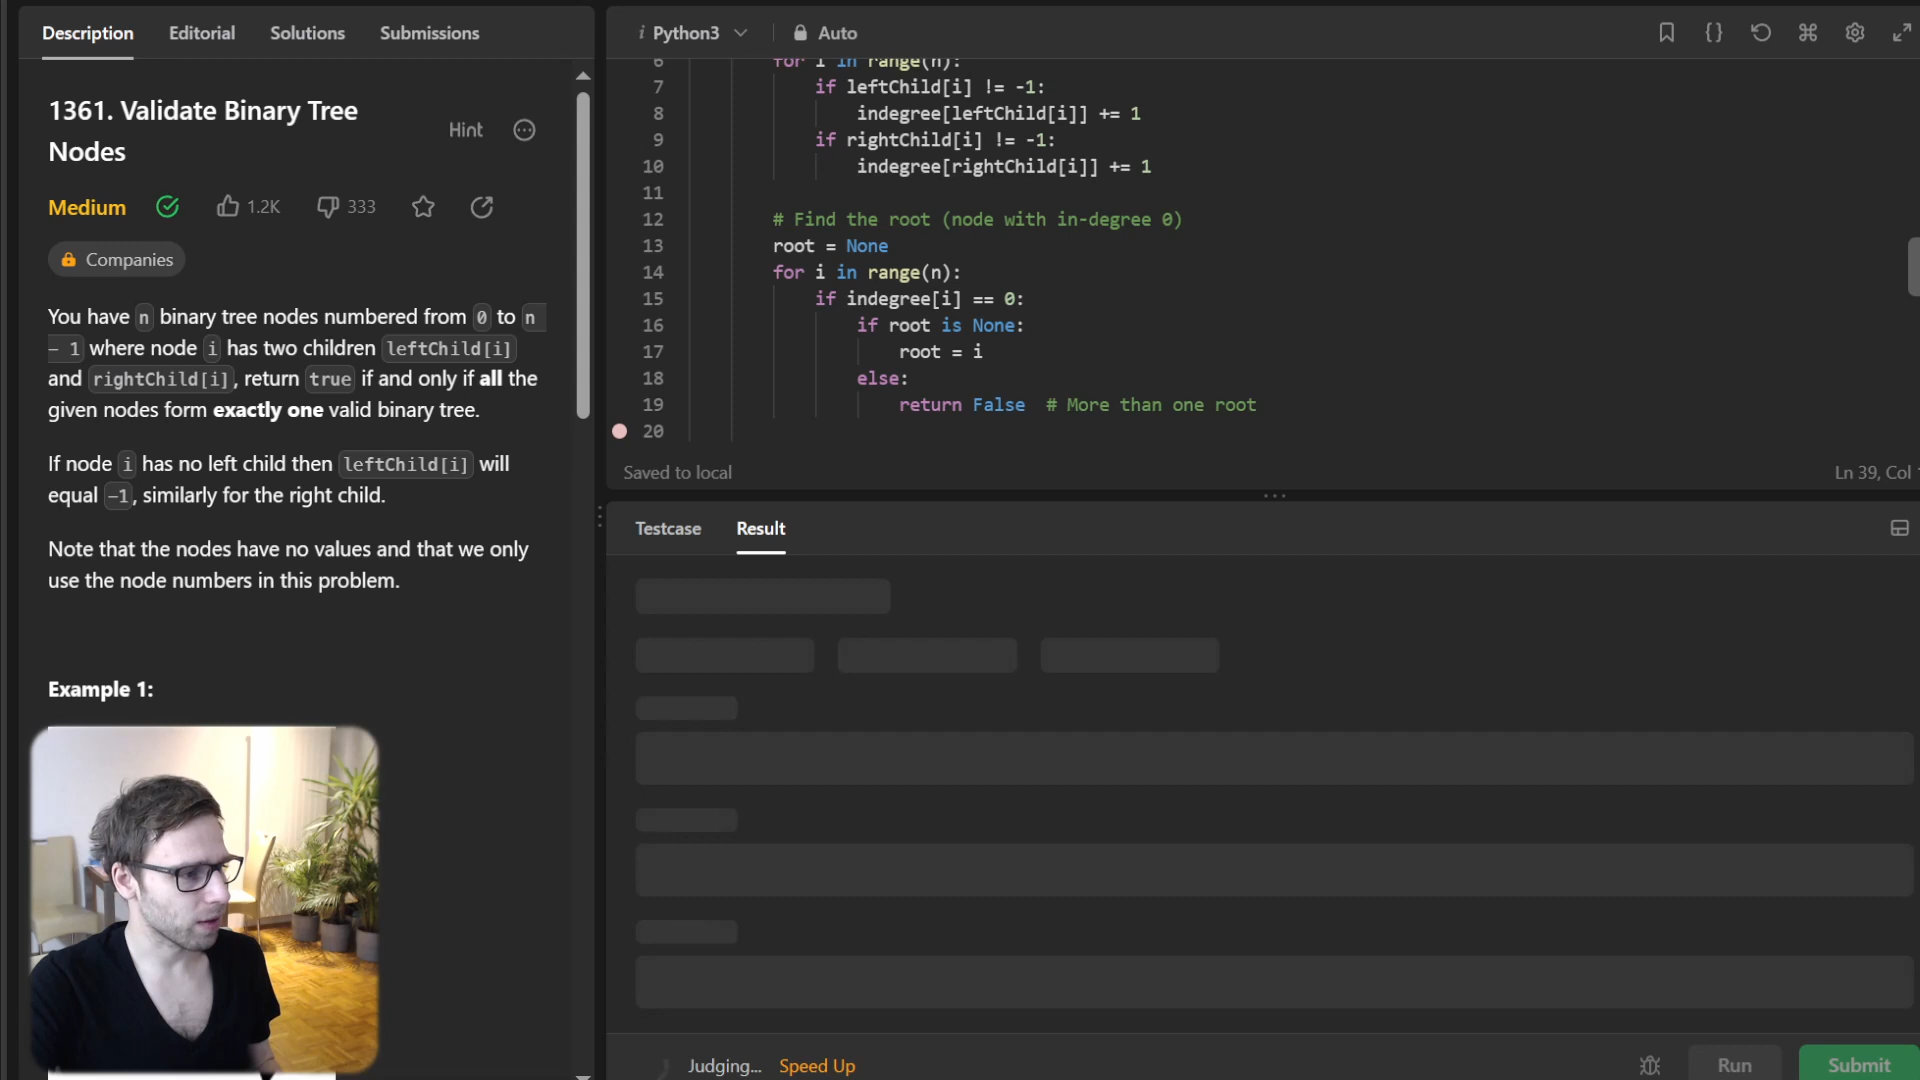 Description Editorial Solutions Submissions
1361. Validate Binary Tree
Nodes
Hint
Medium 1.2K 333
Companies
You have n binary tree nodes numbered from 0 to n
- 1 where node i has two children leftChild[i]
and rightChild[i], return true if and only if all the
given nodes form exactly one valid binary tree.
If node i has no left child then leftChild[i] will
equal -1, similarly for the right child.
Note that the nodes have no values and that we only
use the node numbers in this problem.
Example 1:
i Python3 Auto
6 for i in range(n):
7 if leftChild[i] != -1:
8 indegree[leftChild[i]] += 1
9 if rightChild[i] != -1:
10 indegree[rightChild[i]] += 1
11
12 # Find the root (node with in-degree 0)
13 root = None
14 for i in range(n):
15 if indegree[i] == 0:
16 if root is None:
17 root = i
18 else:
19 return False # More than one root
20
Saved to local Ln 39, Col
Testcase Result
Judging... Speed Up Run Submit